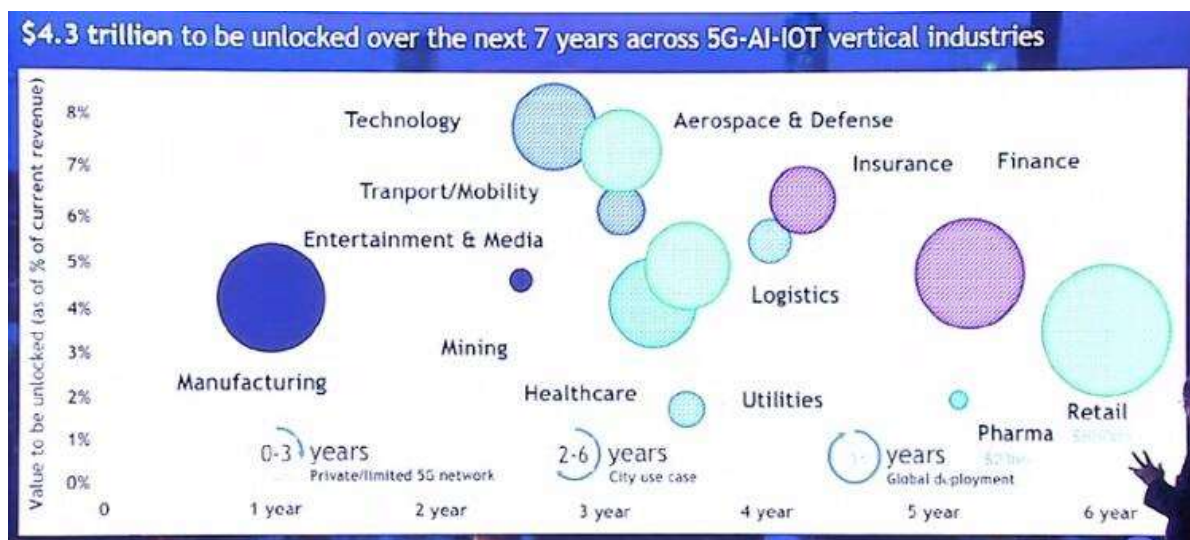 $4.3 trillion to be unlocked over the next 7 years across 5G-AI-IOT vertical industries
Value to be unlocked (as of % of current revenue)
8%
7%
6%
5%
4%
3%
2%
1%
0%
Technology
Aerospace & Defense
Insurance
Finance
Tranport/Mobility
Entertainment & Media
Logistics
Mining
Manufacturing
Healthcare
Utilities
Retail
Pharma
0-3 years
Private/limited 5G network
2-6 years
City use case
years
Global deployment
0
1 year
2 year
3 year
4 year
5 year
6 year